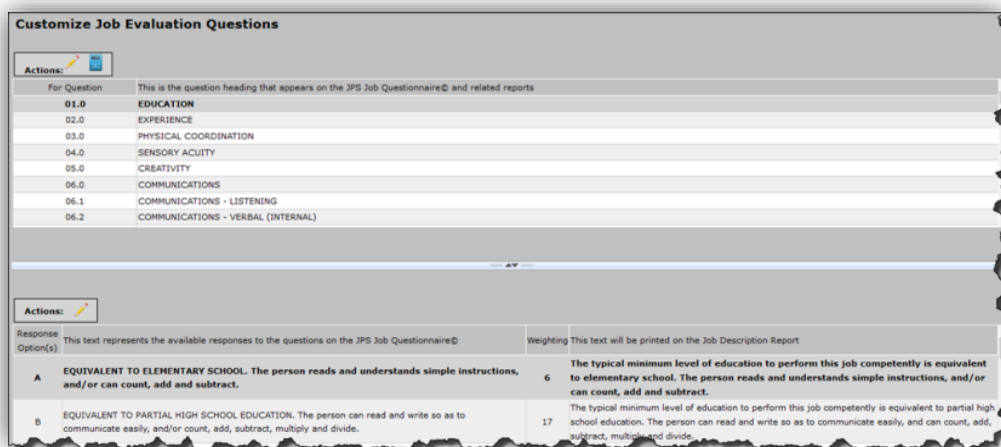 Customize Job Evaluation Questions
Actions:
For Question This is the question heading that appears on the JPS Job Questionnaire© and related reports
01.0 EDUCATION
02.0 EXPERIENCE
03.0 PHYSICAL COORDINATION
04.0 SENSORY ACUITY
05.0 CREATIVITY
06.0 COMMUNICATIONS
06.1 COMMUNICATIONS - LISTENING
06.2 COMMUNICATIONS - VERBAL (INTERNAL)
Actions:
Response Option(s) This text represents the available responses to the questions on the JPS Job Questionnaire© Weighting This text will be printed on the Job Description Report
A
EQUIVALENT TO ELEMENTARY SCHOOL. The person reads and understands simple instructions,
and/or can count, add and subtract.
6
The typical minimum level of education to perform this job competently is equivalent
to elementary school. The person reads and understands simple instructions, and/or
can count, add and subtract.
B
EQUIVALENT TO PARTIAL HIGH SCHOOL EDUCATION. The person can read and write so as to
communicate easily, and/or count, add, subtract, multiply and divide.
17
The typical minimum level of education to perform this job competently is equivalent to partial high
school education. The person can read and write so as to communicate easily, and can count, add,
subtract, multiply and divide.